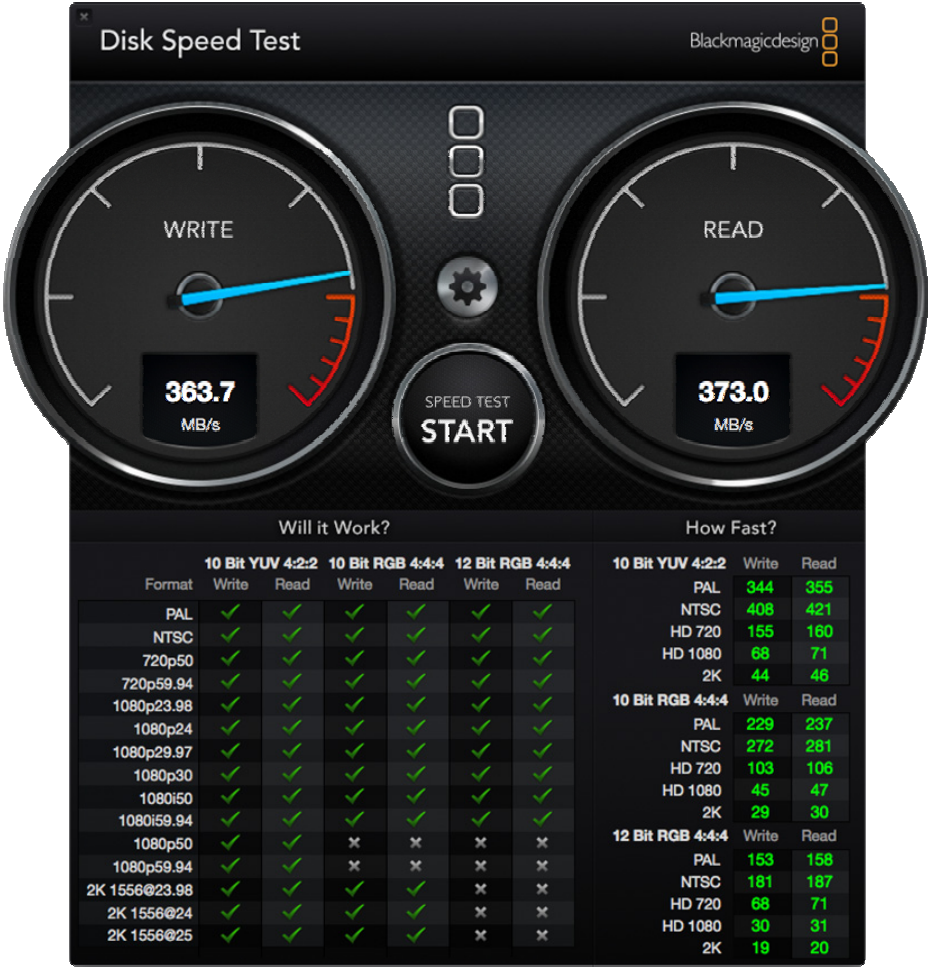 Disk Speed Test
Blackmagicdesign
WRITE
363.7
MB/s
READ
373.0
MB/s
SPEED TEST
START
Will it Work?
10 Bit YUV 4:2:2 10 Bit RGB 4:4:4 12 Bit RGB 4:4:4
Format Write Read Write Read Write Read
PAL
NTSC
720p50
720p59.94
1080p23.98
1080p24
1080p29.97
1080p30
1080i50
1080i59.94
1080p50
1080p59.94
2K 1556@23.98
2K 1556@24
2K 1556@25
How Fast?
10 Bit YUV 4:2:2 Write Read
PAL 344 355
NTSC 408 421
HD 720 155 160
HD 1080 68 71
2K 44 46
10 Bit RGB 4:4:4 Write Read
PAL 229 237
NTSC 272 281
HD 720 103 106
HD 1080 45 47
2K 29 30
12 Bit RGB 4:4:4 Write Read
PAL 153 158
NTSC 181 187
HD 720 68 71
HD 1080 30 31
2K 19 20